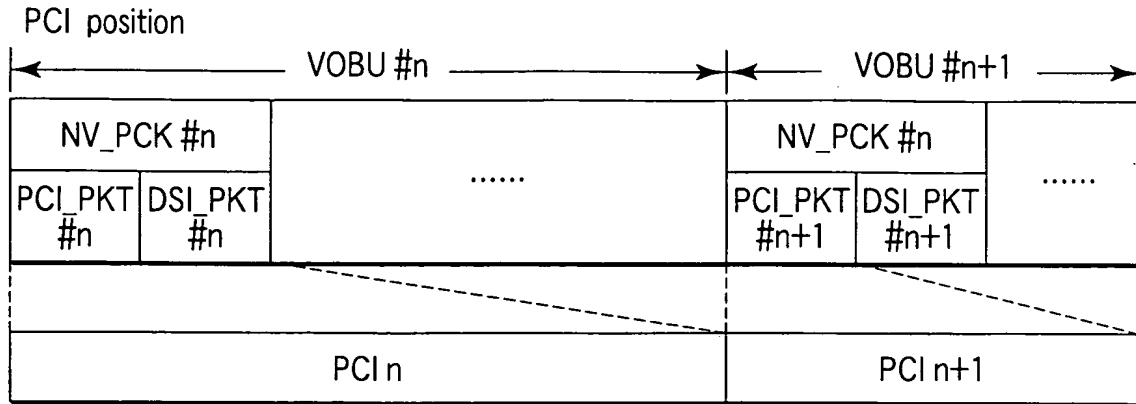 PCI position
VOBU #n VOBU #n+1
NV_PCK #n NV_PCK #n
...... ......
PCI_PKT DSI_PKT PCI_PKT DSI_PKT
#n #n #n+1 #n+1
PCI n PCI n+1